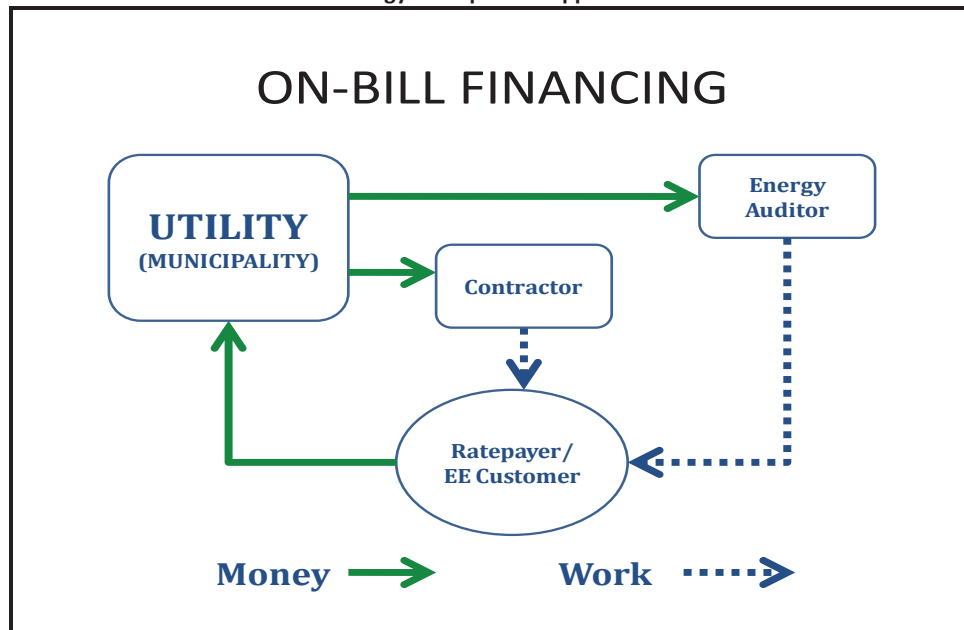 ON-BILL FINANCING
UTILITY
(MUNICIPALITY)
Energy
Auditor
Contractor
Ratepayer/
EE Customer
Money
Work